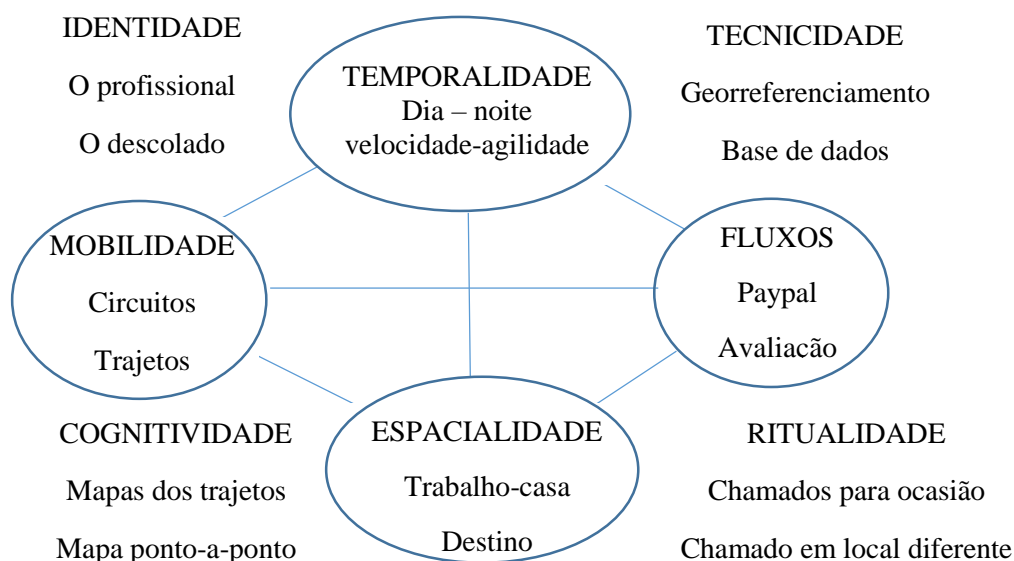 IDENTIDADE
O profissional
O descolado
TEMPORALIDADE
Dia – noite
velocidade-agilidade
TECNICIDADE
Georreferenciamento
Base de dados
MOBILIDADE
Circuitos
Trajetos
FLUXOS
Paypal
Avaliacão
COGNITIVIDADE
Mapas dos trajetos
Mapa ponto-a-ponto
ESPACIALIDADE
Trabalho-casa
Destino
RITUALIDADE
Chamados para ocasião
Chamado em local diferente